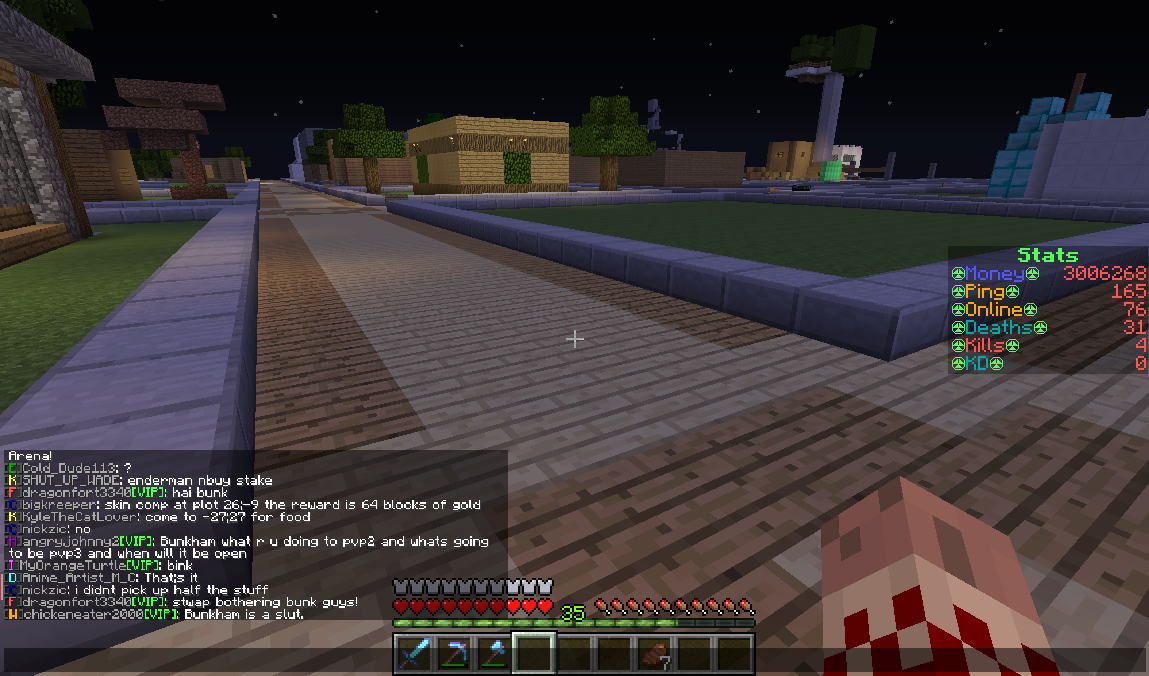 Stats
Money 3006268
Ping 165
Online 76
Deaths 31
Kills 4
KD 0
Arena!
[E]Cold_Dude113: ?
[K]SHUT_UP_WADE: enderman nbuy stake
[F]dragonfort3340[VIP]: hai bunk
[C]bigkreeper: skin comp at plot 26;-9 the reward is 64 blocks of gold
[K]KyleTheCatLover: come to -27;27 for food
nickzic: no
angryjohnny2[VIP]: Bunkham what r u doing to pvp2 and whats going
to be pvp3 and when will it be open
[I]MyOrangeTurtle[VIP]: bink
[D]Anime_Artist_M_C: That;s it
nickzic: i didnt pick up half the stuff
[F]dragonfort3340[VIP]: stwap bothering bunk guys!
[W]chickeneater2000[VIP]: Bunkham is a slut.
35
7